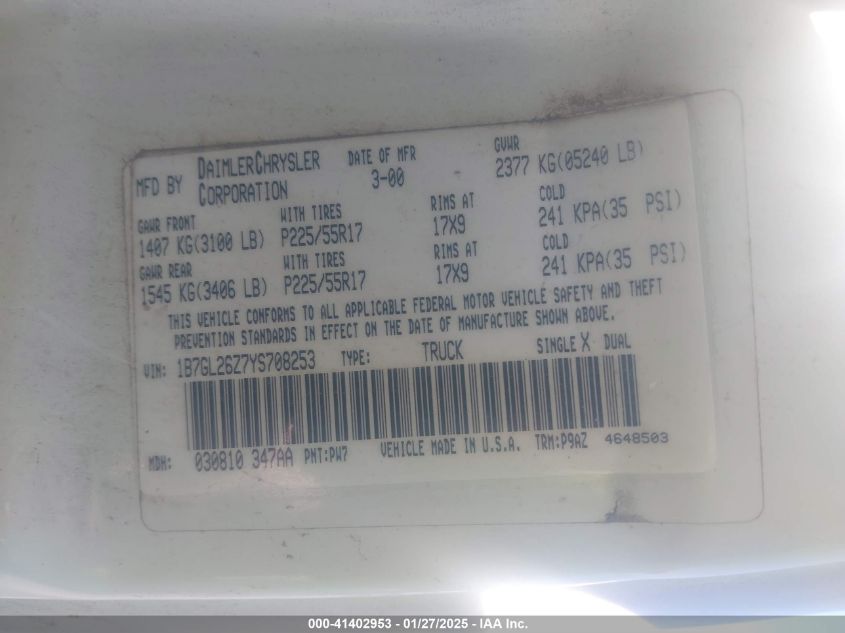 MFD BY DAIMLERCHRYSLER CORPORATION DATE OF MFR 3-00 GVWR 2377 KG(05240 LB)
GAWR FRONT WITH TIRES RIMS AT COLD
1407 KG(3100 LB) P225/55R17 17X9 241 KPA(35 PSI)
GAWR REAR WITH TIRES RIMS AT COLD
1545 KG(3406 LB) P225/55R17 17X9 241 KPA(35 PSI)
THIS VEHICLE CONFORMS TO ALL APPLICABLE FEDERAL MOTOR VEHICLE SAFETY AND THEFT
PREVENTION STANDARDS IN EFFECT ON THE DATE OF MANUFACTURE SHOWN ABOVE.
VIN: 1B7GL26Z7YS708253 TYPE: TRUCK SINGLE X DUAL
MDH: 030810 347AA PNT:PW7 VEHICLE MADE IN U.S.A. TRM:P9AZ 4648503
000-41402953 - 01/27/2025 - IAA Inc.